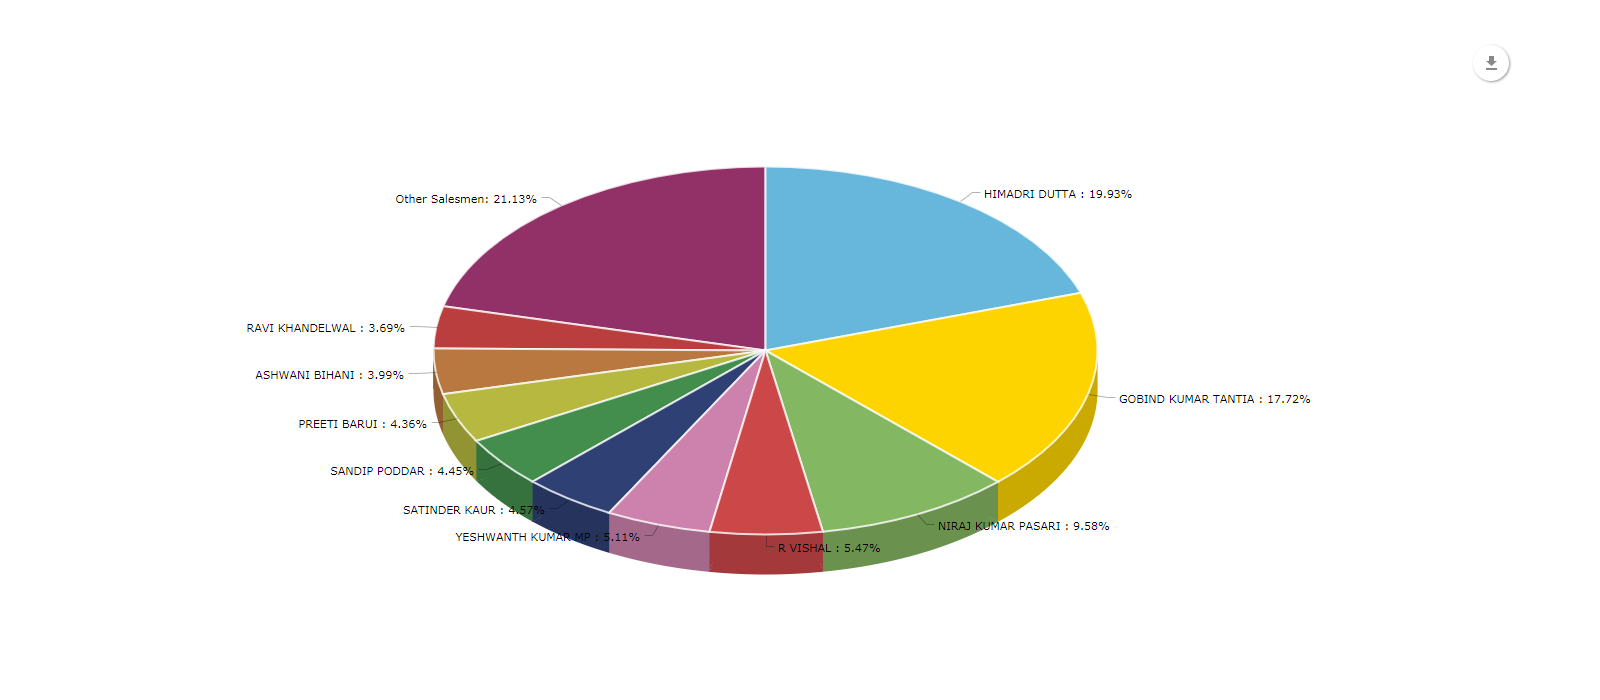 HIMADRI DUTTA : 19.93%
Other Salesmen: 21.13%
RAVI KHANDELWAL : 3.69%
ASHWANI BIHANI : 3.99%
GOBIND KUMAR TANTIA : 17.72%
PREETI BARUI : 4.36%
SANDIP PODDAR : 4.45%
SATINDER KAUR : 4.57%
NIRAJ KUMAR PASARI : 9.58%
YESHWANTH KUMAR MP : 5.11%
R VISHAL : 5.47%